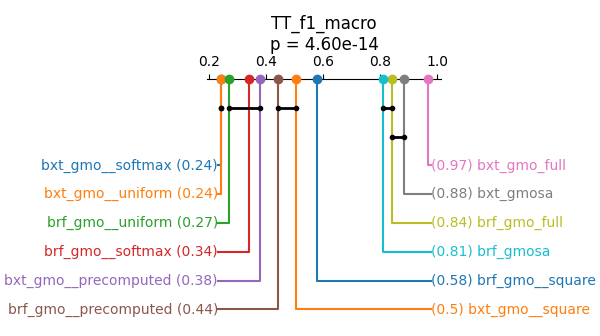 TT_f1_macro
p = 4.60e-14
0.2 0.4 0.6 0.8 1.0
bxt_gmo__softmax (0.24) (0.97) bxt_gmo_full
bxt_gmo__uniform (0.24) (0.88) bxt_gmosa
brf_gmo__uniform (0.27) (0.84) brf_gmo_full
brf_gmo__softmax (0.34) (0.81) brf_gmosa
bxt_gmo__precomputed (0.38) (0.58) brf_gmo__square
brf_gmo__precomputed (0.44) (0.5) bxt_gmo__square